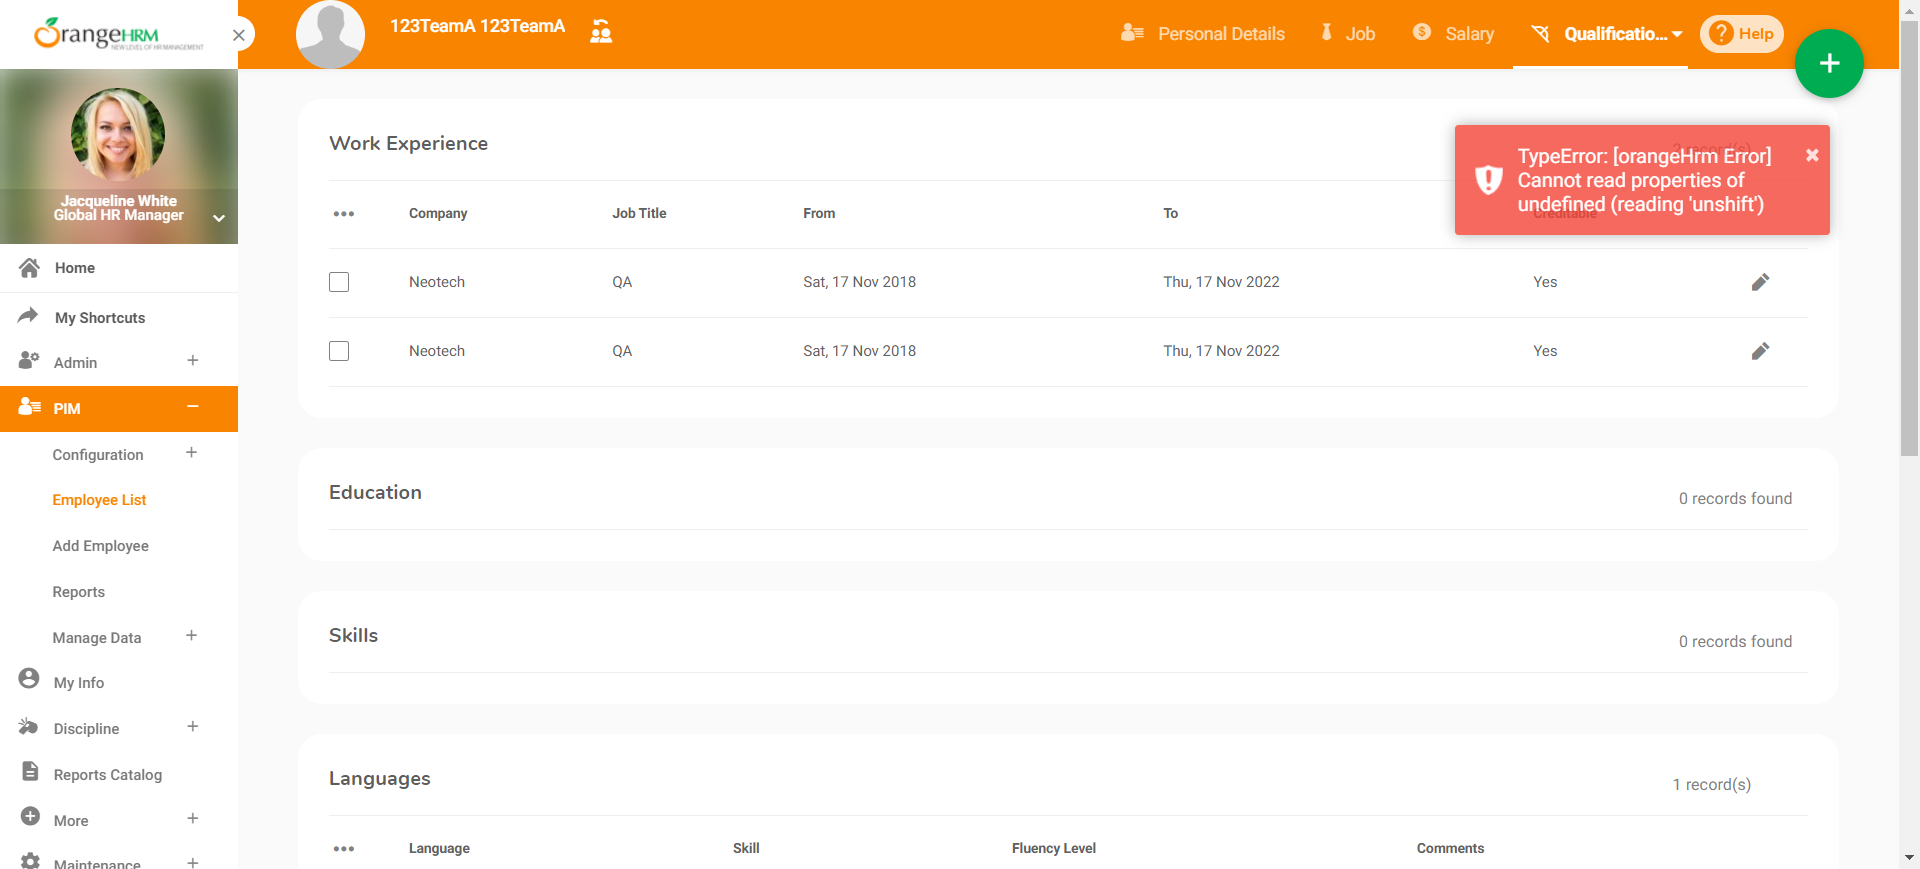 OrangeHRM
NEW LEVEL OF HR MANAGEMENT
123TeamA 123TeamA
Personal Details
Job
Salary
Qualificatio...
Help
Jacqueline White
Global HR Manager
Home
My Shortcuts
Admin
PIM
Configuration
Employee List
Add Employee
Reports
Manage Data
My Info
Discipline
Reports Catalog
More
Maintenance
Work Experience
2 record(s)
TypeError: [orangeHrm Error]
Cannot read properties of
undefined (reading 'unshift')
Company Job Title From To Creditable
Neotech QA Sat, 17 Nov 2018 Thu, 17 Nov 2022 Yes
Neotech QA Sat, 17 Nov 2018 Thu, 17 Nov 2022 Yes
Education
0 records found
Skills
0 records found
Languages
1 record(s)
Language Skill Fluency Level Comments